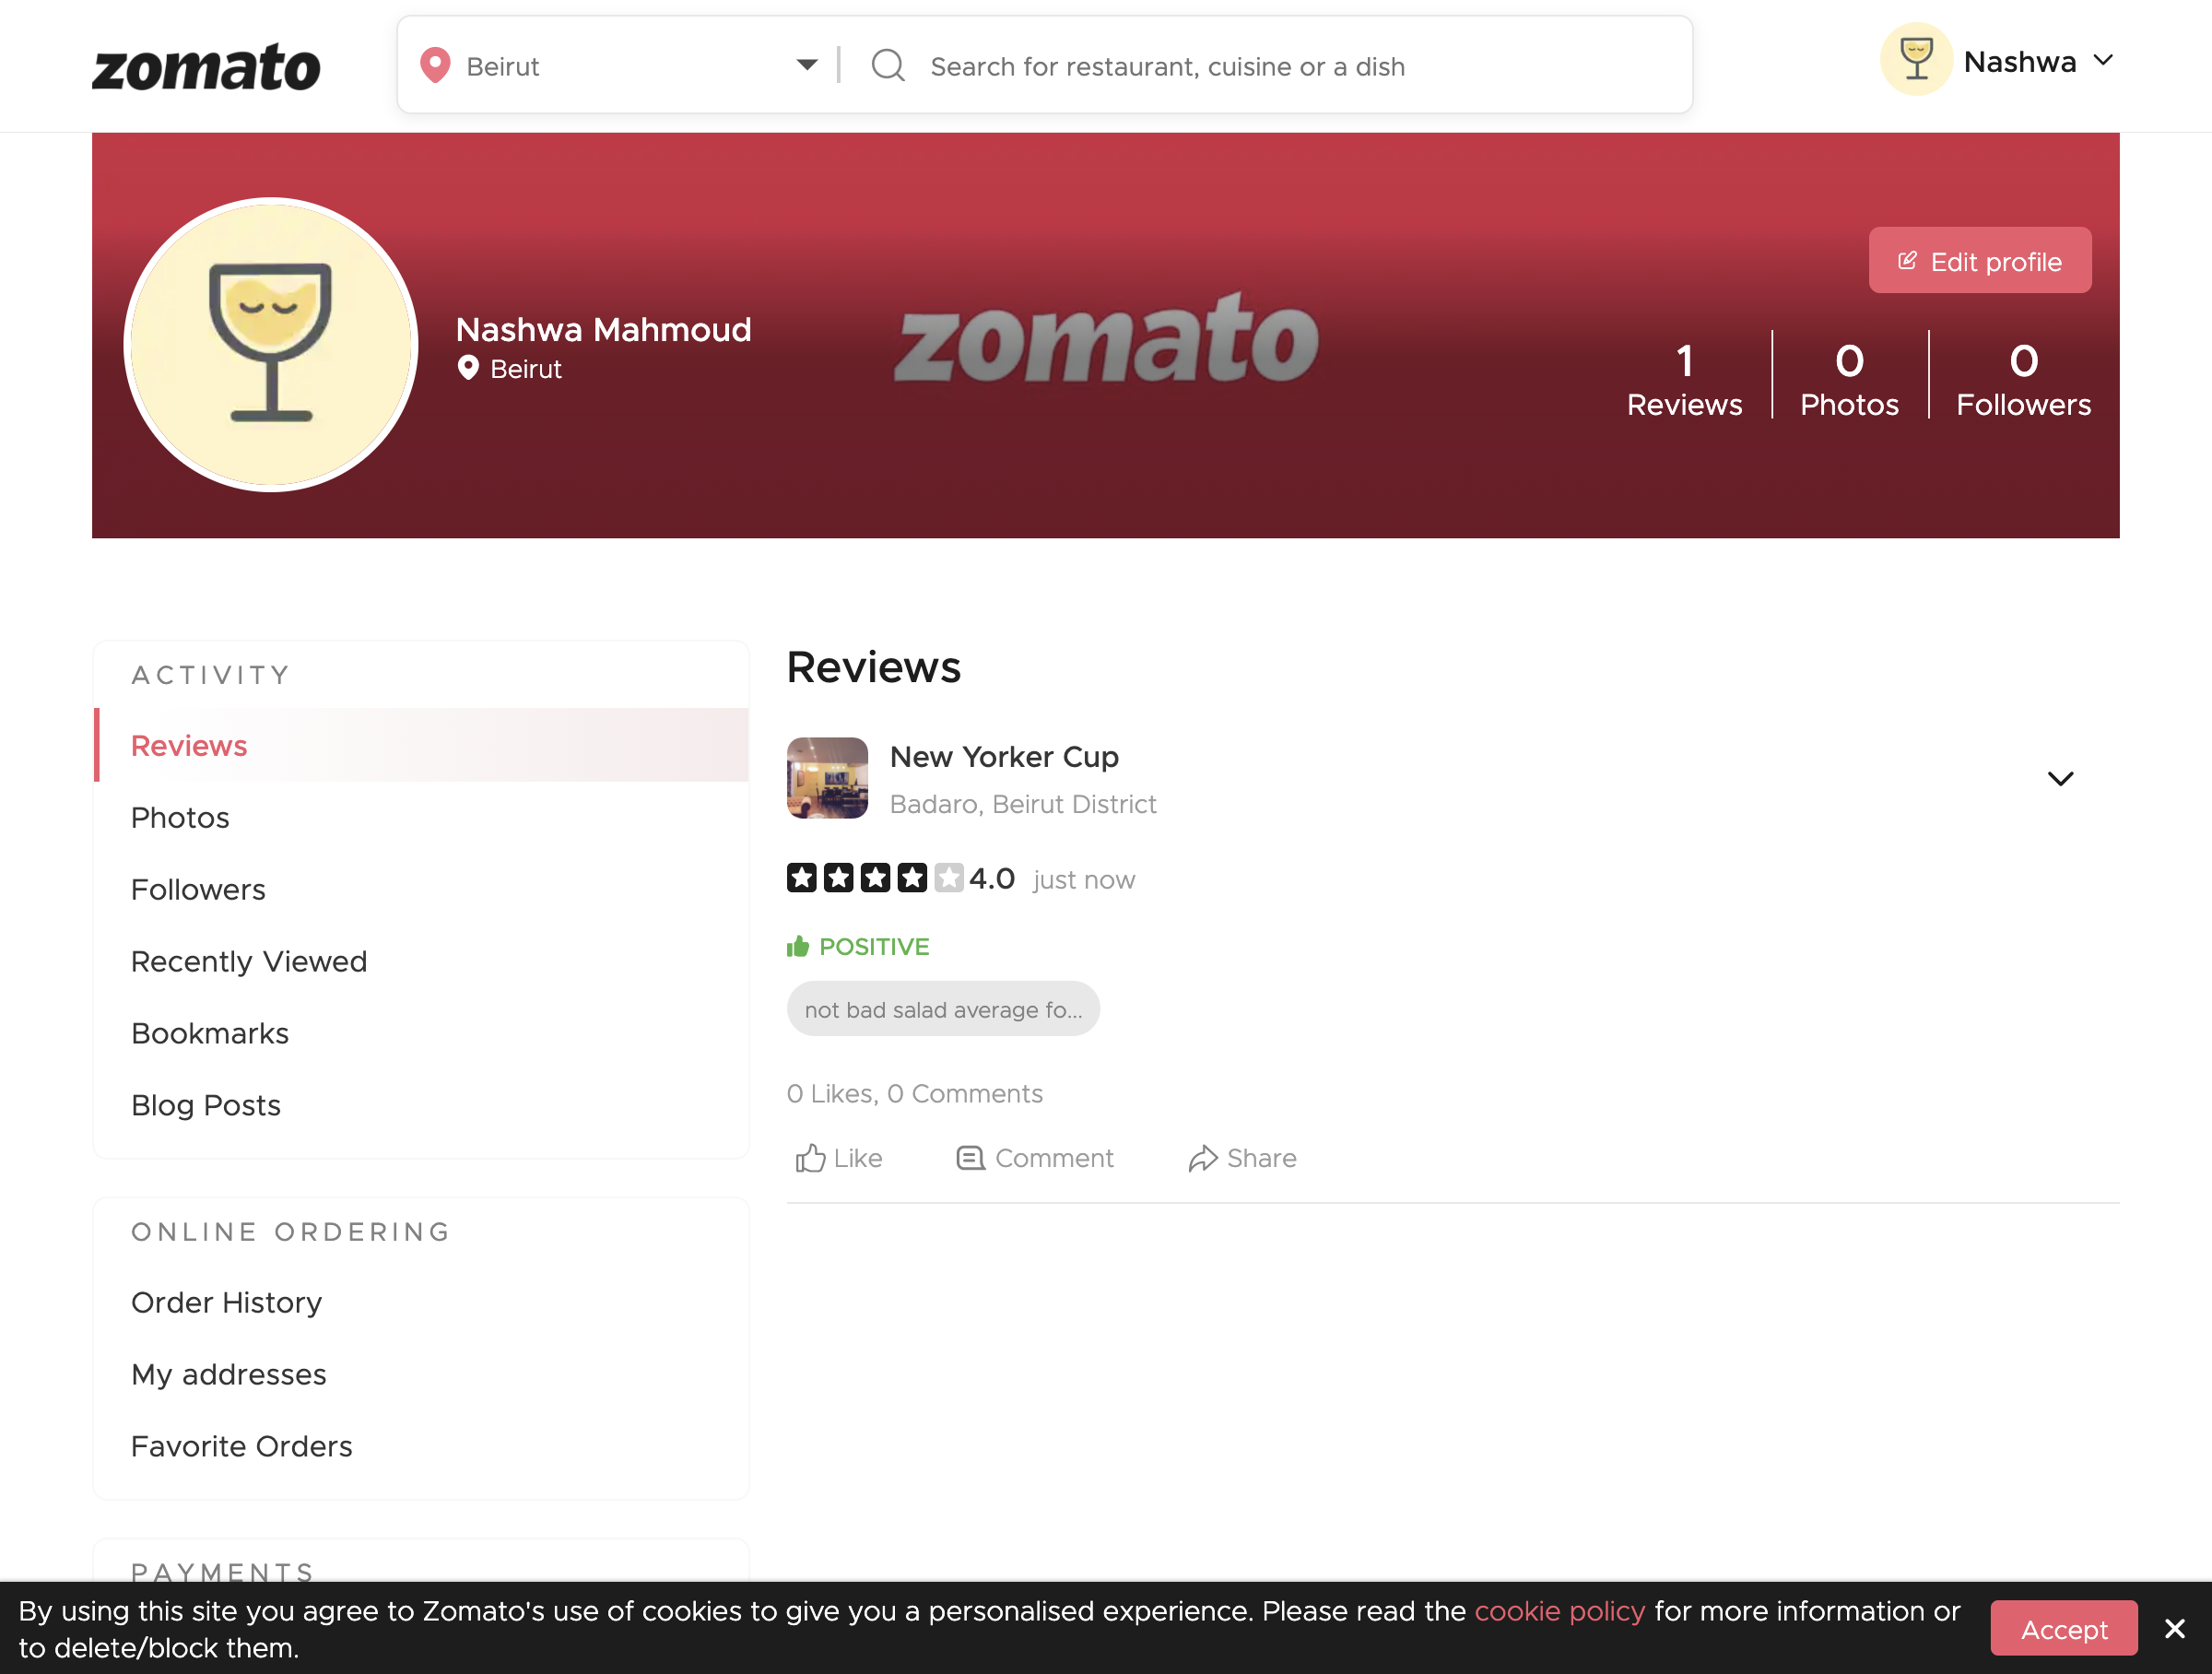 zomato
Beirut
Search for restaurant, cuisine or a dish
Nashwa
Edit profile
Nashwa Mahmoud
Beirut
zomato
1
Reviews
0
Photos
0
Followers
ACTIVITY
Reviews
Photos
Followers
Recently Viewed
Bookmarks
Blog Posts
ONLINE ORDERING
Order History
My addresses
Favorite Orders
PAYMENTS
Reviews
New Yorker Cup
Badaro, Beirut District
4.0 just now
POSITIVE
not bad salad average fo...
0 Likes, 0 Comments
Like
Comment
Share
By using this site you agree to Zomato's use of cookies to give you a personalised experience. Please read the cookie policy for more information or
to delete/block them.
Accept